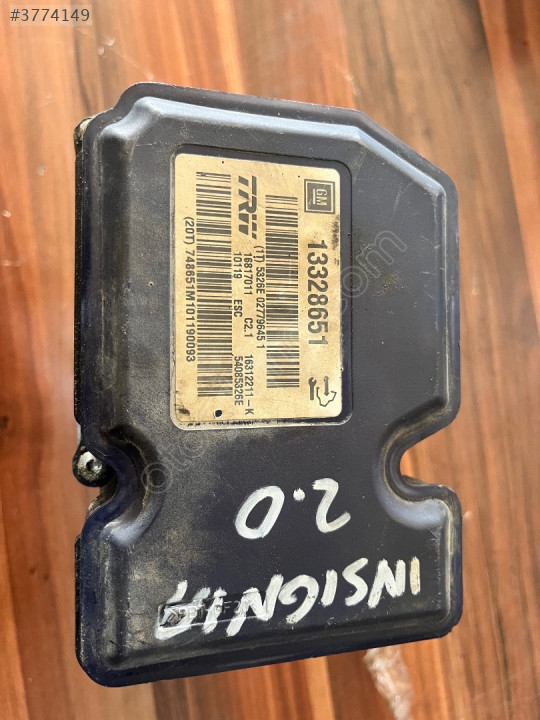 #3774149
GM
13328651
TRW
(1T) 5326E 02779645 1
16817011 C2.1 16312211-K
10119 ESC 54085326E
(20T) 748651M101190093
2.0
INSIGNIA